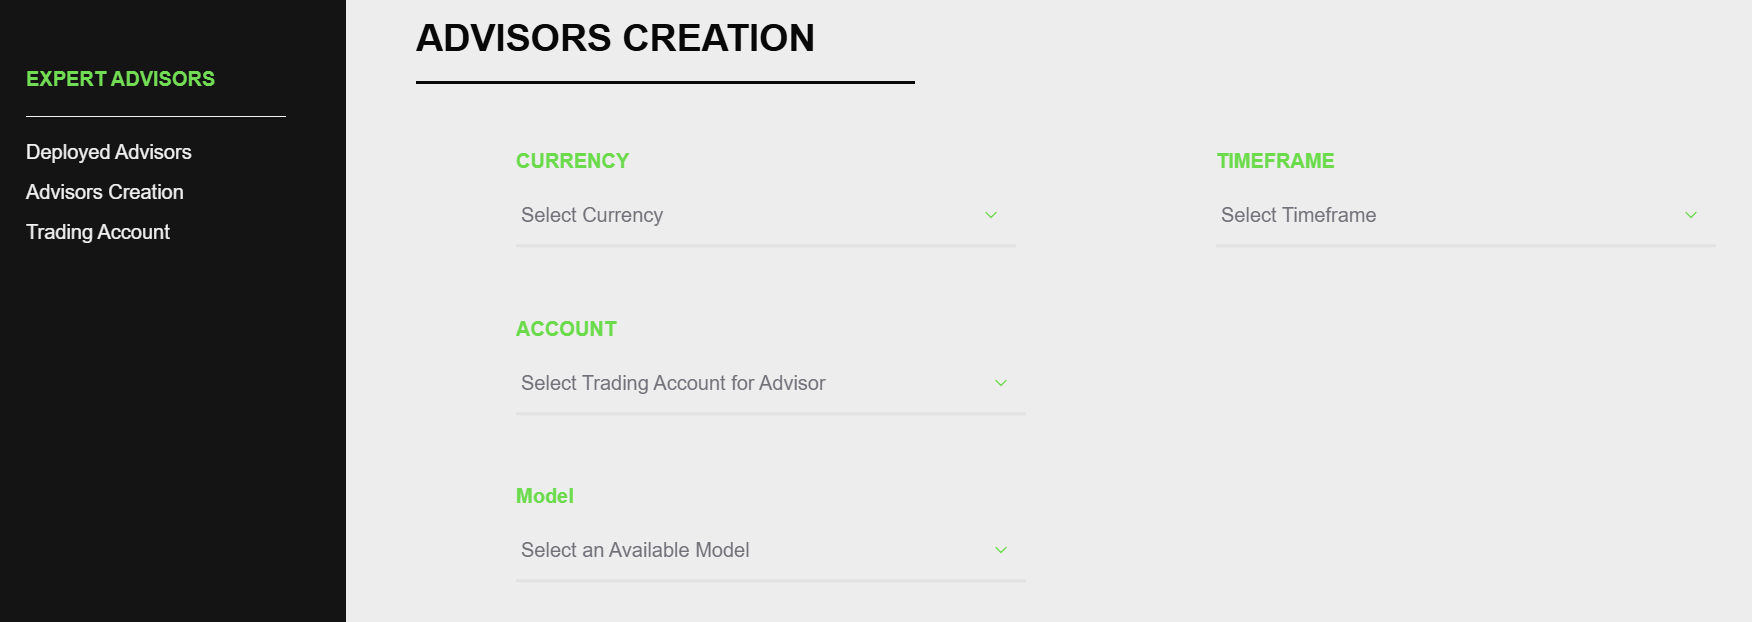 EXPERT ADVISORS
Deployed Advisors
Advisors Creation
Trading Account
ADVISORS CREATION
CURRENCY
Select Currency
TIMEFRAME
Select Timeframe
ACCOUNT
Select Trading Account for Advisor
Model
Select an Available Model